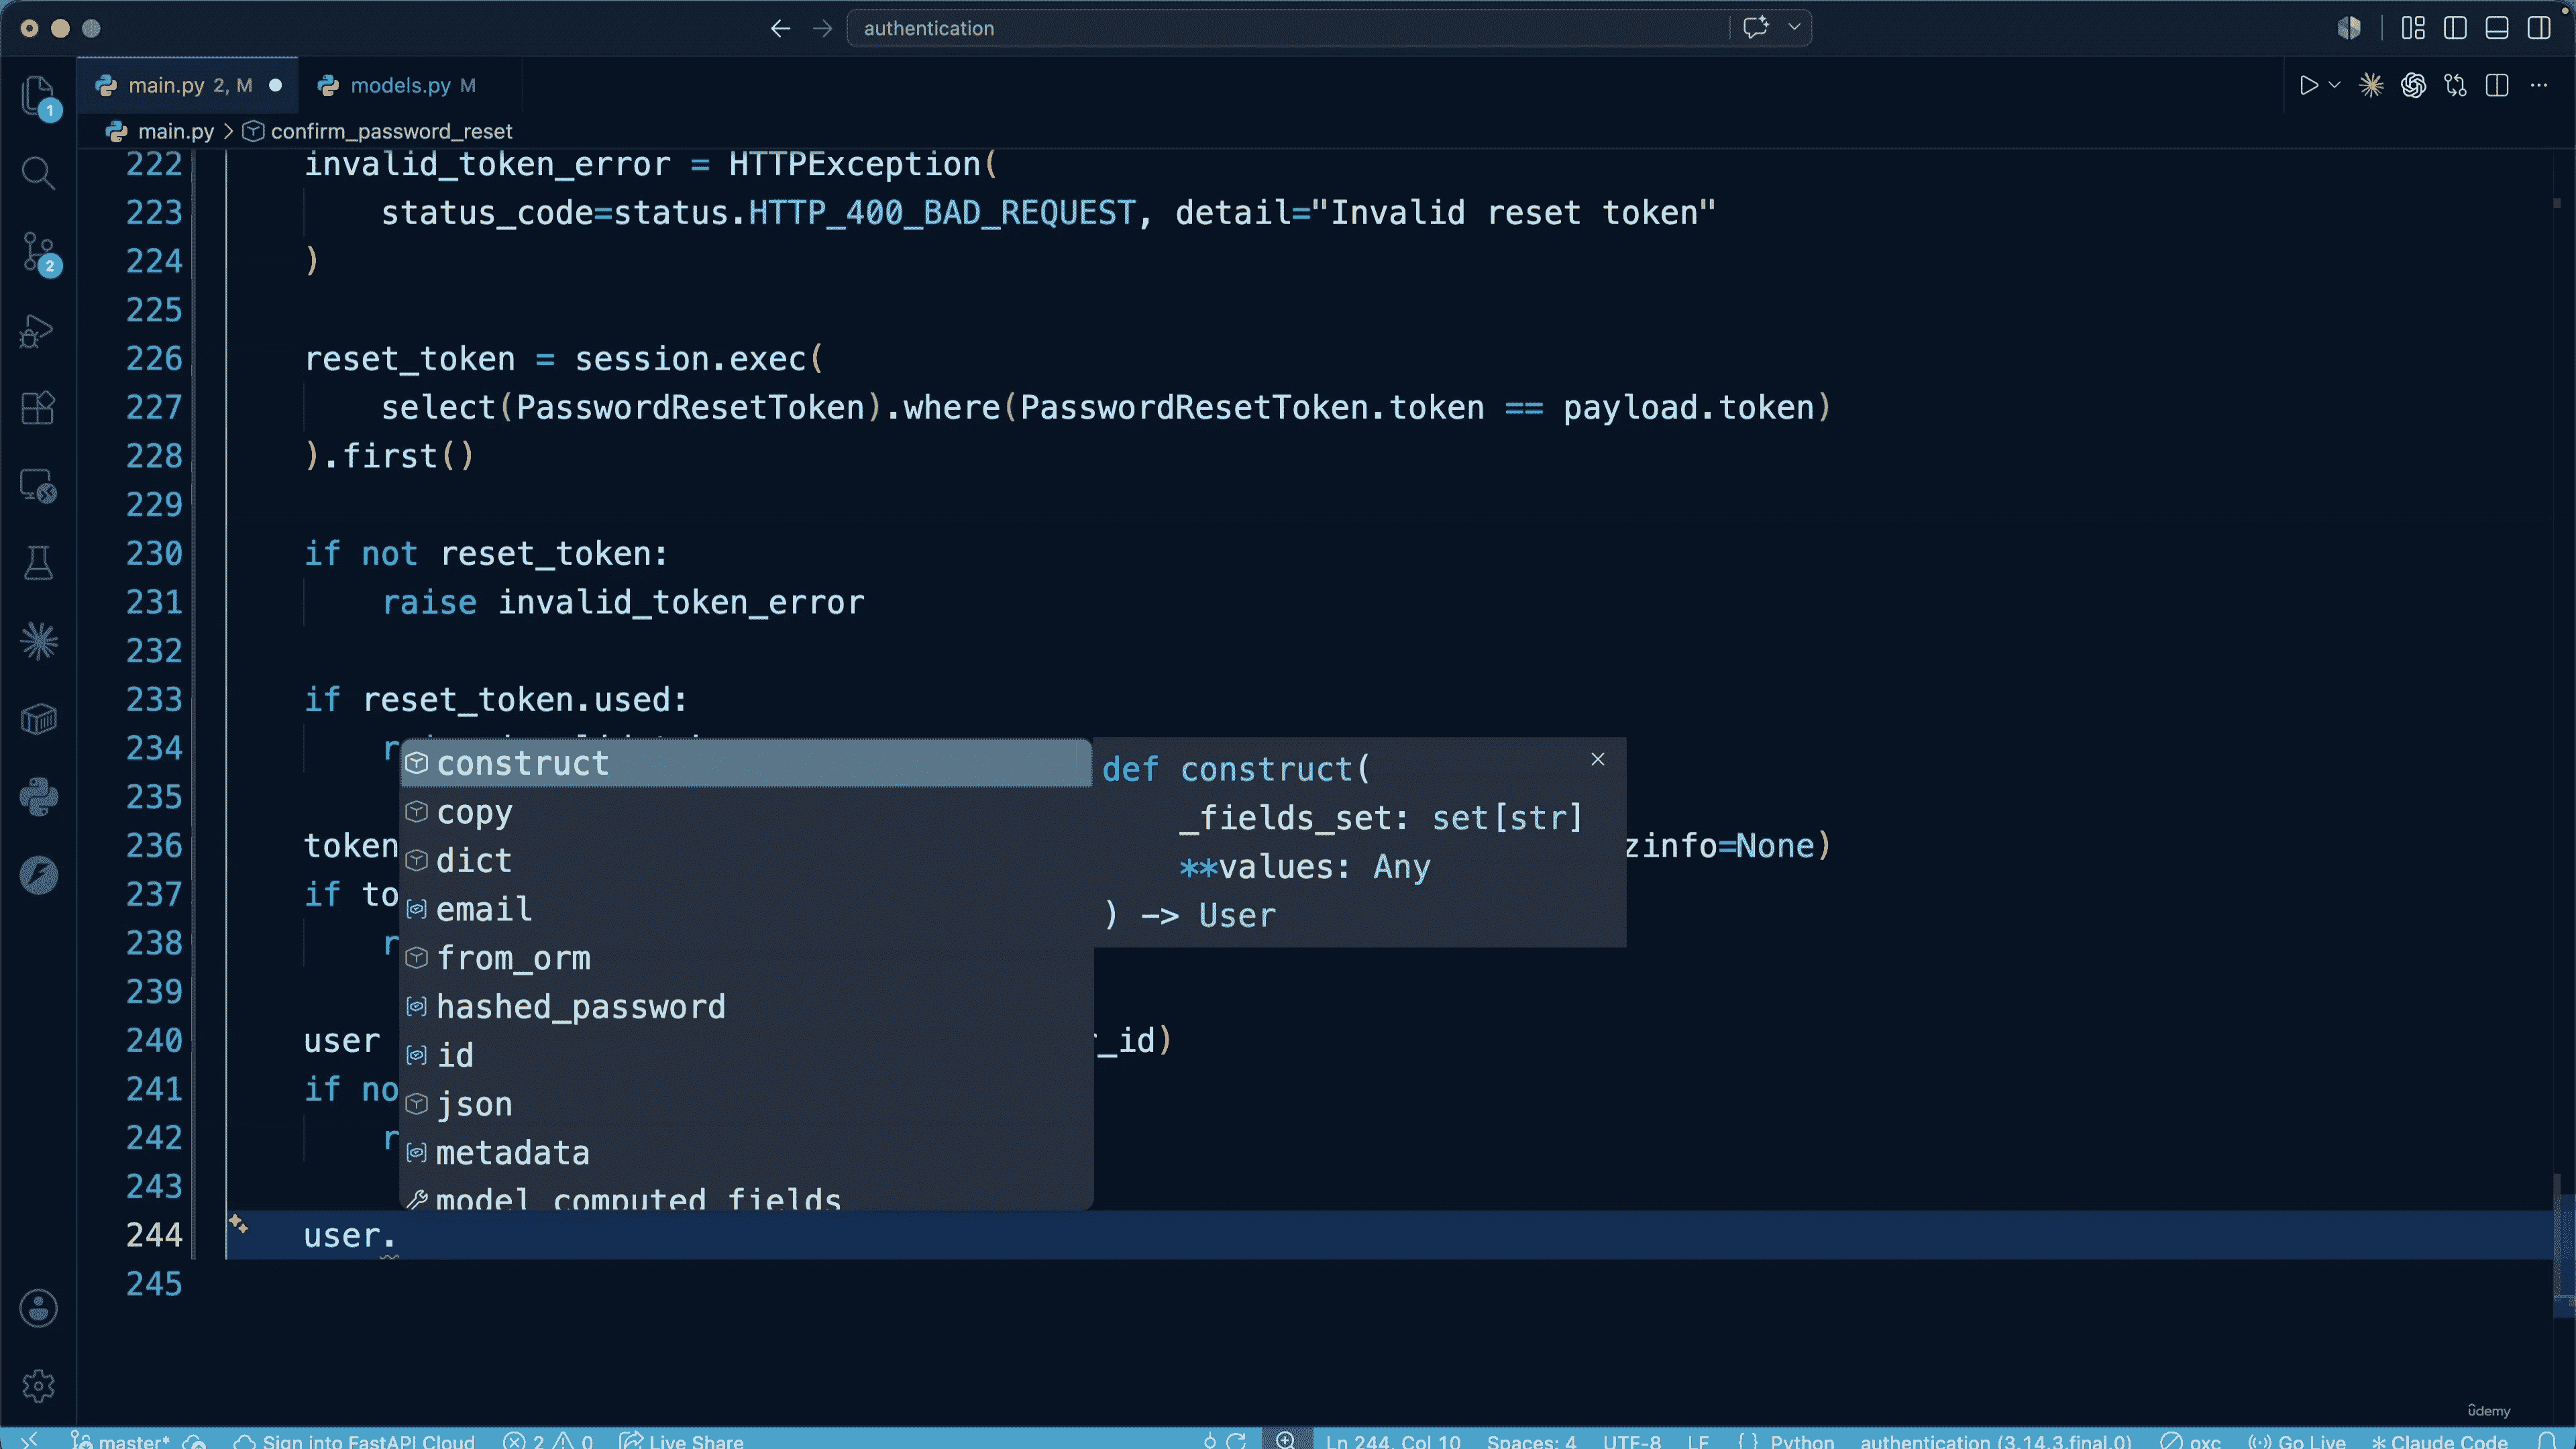 authentication
main.py 2, M
models.py M
1
main.py > confirm_password_reset
222 invalid_token_error = HTTPException(
223 status_code=status.HTTP_400_BAD_REQUEST, detail="Invalid reset token"
224 )
225
226 reset_token = session.exec(
227 select(PasswordResetToken).where(PasswordResetToken.token == payload.token)
228 ).first()
229
230 if not reset_token:
231 raise invalid_token_error
232
233 if reset_token.used:
234 r
235
236 token zinfo=None)
237 if to
238 r
239
240 user r_id)
241 if no
242 r
243
244 user.
245
2
construct
copy
dict
email
from_orm
hashed_password
id
json
metadata
model_computed_fields
def construct(
_fields_set: set[str]
**values: Any
) -> User
ûdemy
master* Sign into FastAPI Cloud 2 0 Live Share Ln 244, Col 10 Spaces: 4 UTF-8 LF { } Python authentication (3.14.3.final.0) oxc Go Live Claude Code